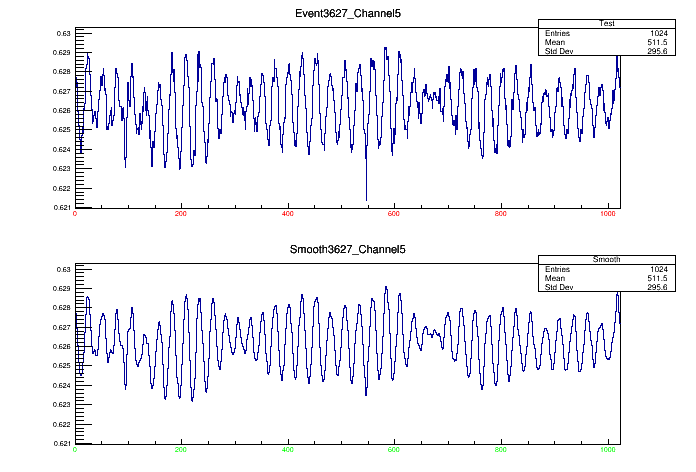 Event3627_Channel5
Test
Entries 1024
Mean 511.5
Std Dev 295.6
0.63
0.629
0.628
0.627
0.626
0.625
0.624
0.623
0.622
0.621
0 200 400 600 800 1000
Smooth3627_Channel5
Smooth
Entries 1024
Mean 511.5
Std Dev 295.6
0.63
0.629
0.628
0.627
0.626
0.625
0.624
0.623
0.622
0.621
0 200 400 600 800 1000